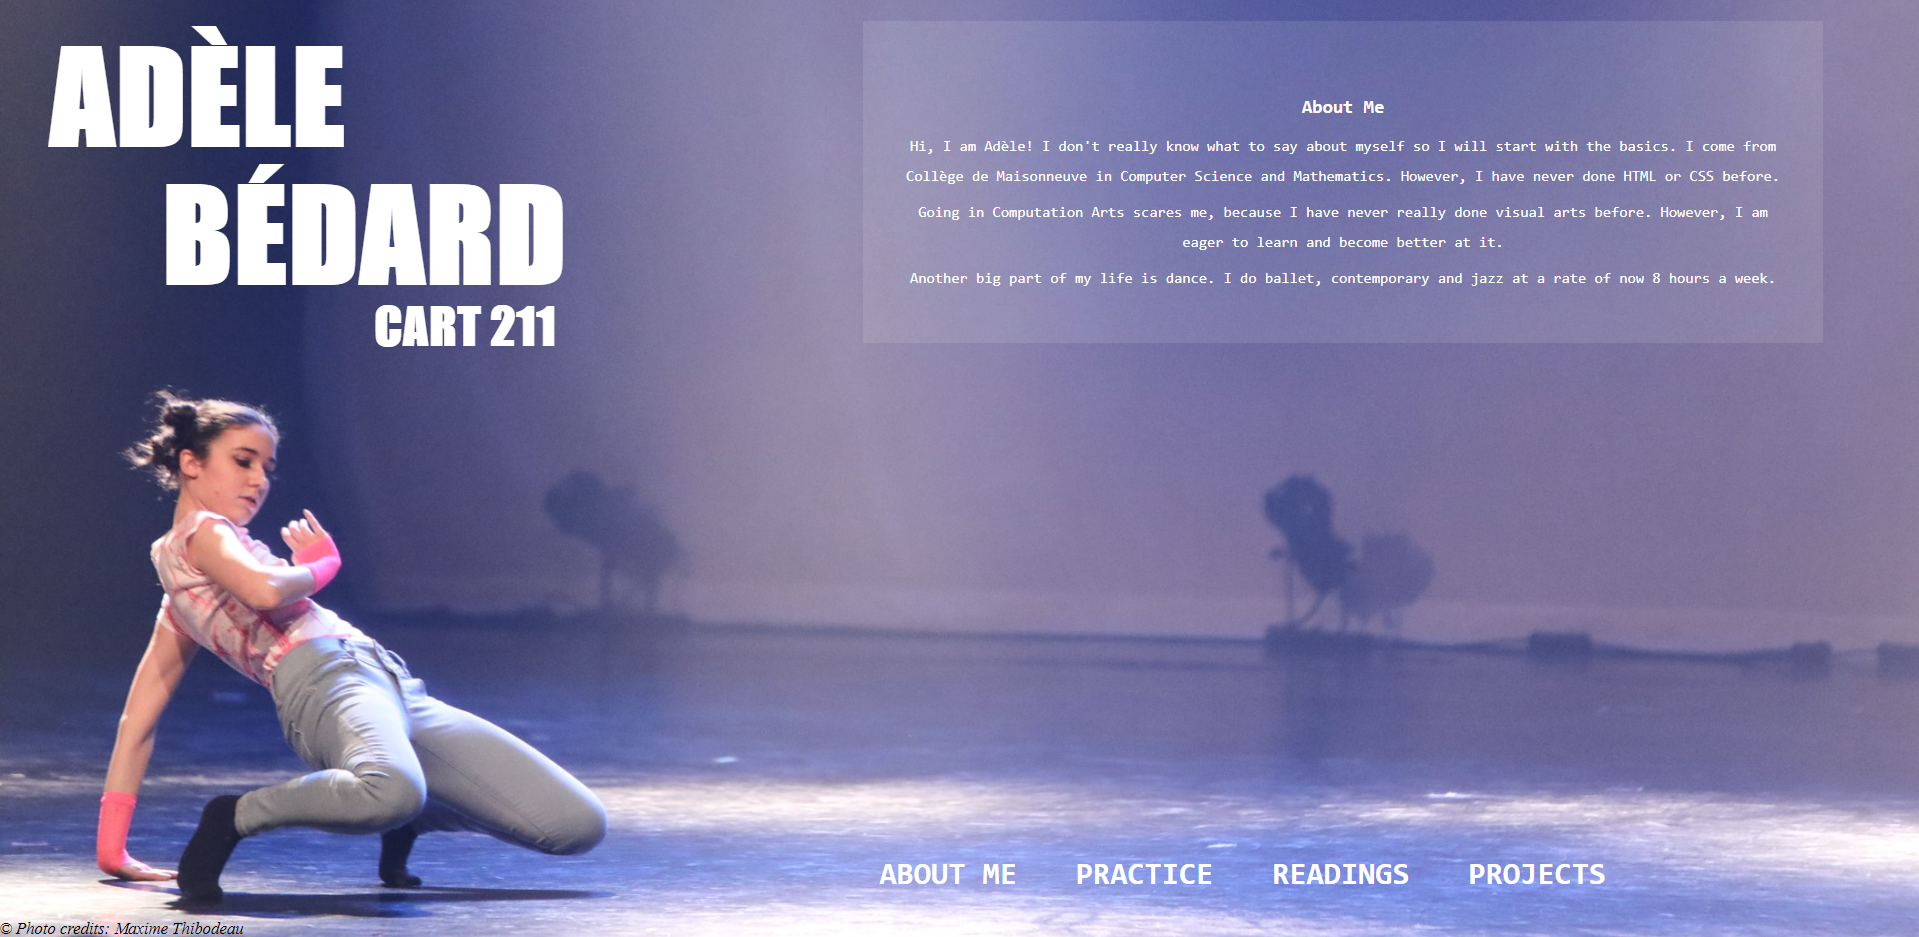 ADÈLE
BÉDARD
CART 211
About Me
Hi, I am Adèle! I don't really know what to say about myself so I will start with the basics. I come from
Collège de Maisonneuve in Computer Science and Mathematics. However, I have never done HTML or CSS before.
Going in Computation Arts scares me, because I have never really done visual arts before. However, I am
eager to learn and become better at it.
Another big part of my life is dance. I do ballet, contemporary and jazz at a rate of now 8 hours a week.
ABOUT ME PRACTICE READINGS PROJECTS
© Photo credits: Maxime Thibodeau